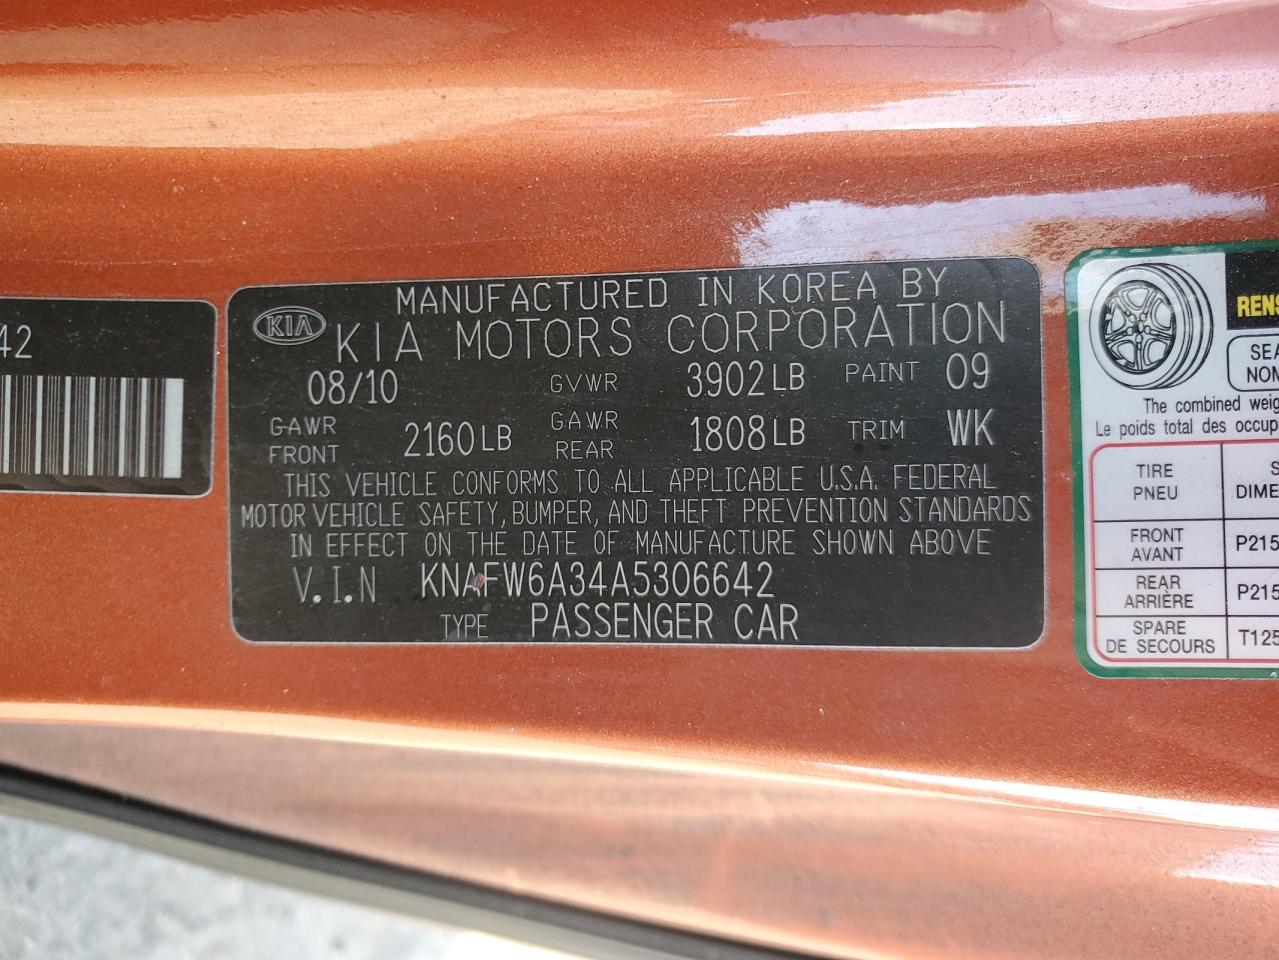 42
KIA
MANUFACTURED IN KOREA BY
KIA MOTORS CORPORATION
08/10 GVWR 3902LB PAINT 09
GAWR FRONT 2160LB GAWR REAR 1808LB TRIM WK
THIS VEHICLE CONFORMS TO ALL APPLICABLE U.S.A. FEDERAL
MOTOR VEHICLE SAFETY, BUMPER, AND THEFT PREVENTION STANDARDS
IN EFFECT ON THE DATE OF MANUFACTURE SHOWN ABOVE
V.I.N KNAFW6A34A5306642
TYPE PASSENGER CAR
RENS
SEA
NOM
The combined weig
Le poids total des occup
TIRE
PNEU
S
DIME
FRONT
AVANT
P215
REAR
ARRIÈRE
P215
SPARE
DE SECOURS
T125